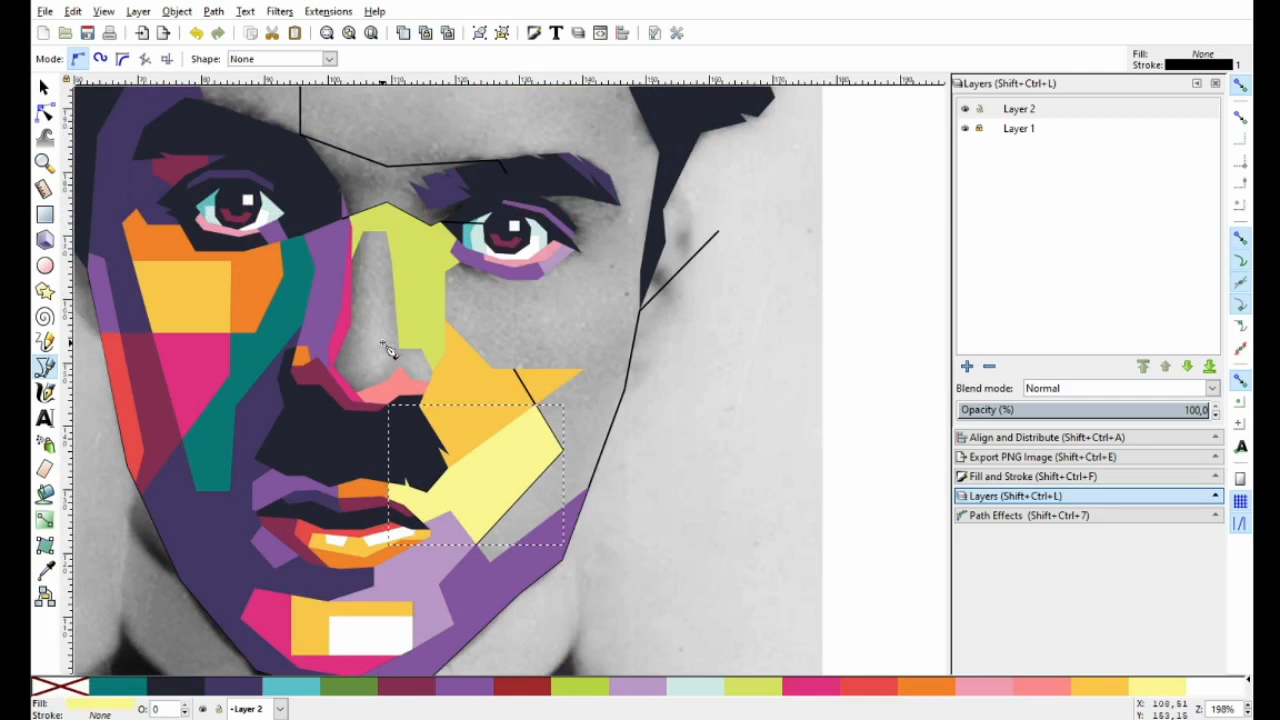 File Edit View Layer Object Path Text Filters Extensions Help
Mode: Shape: None
Fill: None
Stroke: 1
Layers (Shift+Ctrl+L)
Layer 2
Layer 1
Blend mode: Normal
Opacity (%) 100,0
Align and Distribute (Shift+Ctrl+A)
Export PNG Image (Shift+Ctrl+E)
Fill and Stroke (Shift+Ctrl+F)
Layers (Shift+Ctrl+L)
Path Effects (Shift+Ctrl+7)
Fill:
Stroke: None
O: 0
Layer 2
X: 108,51
Y: 153,15
Z: 198%